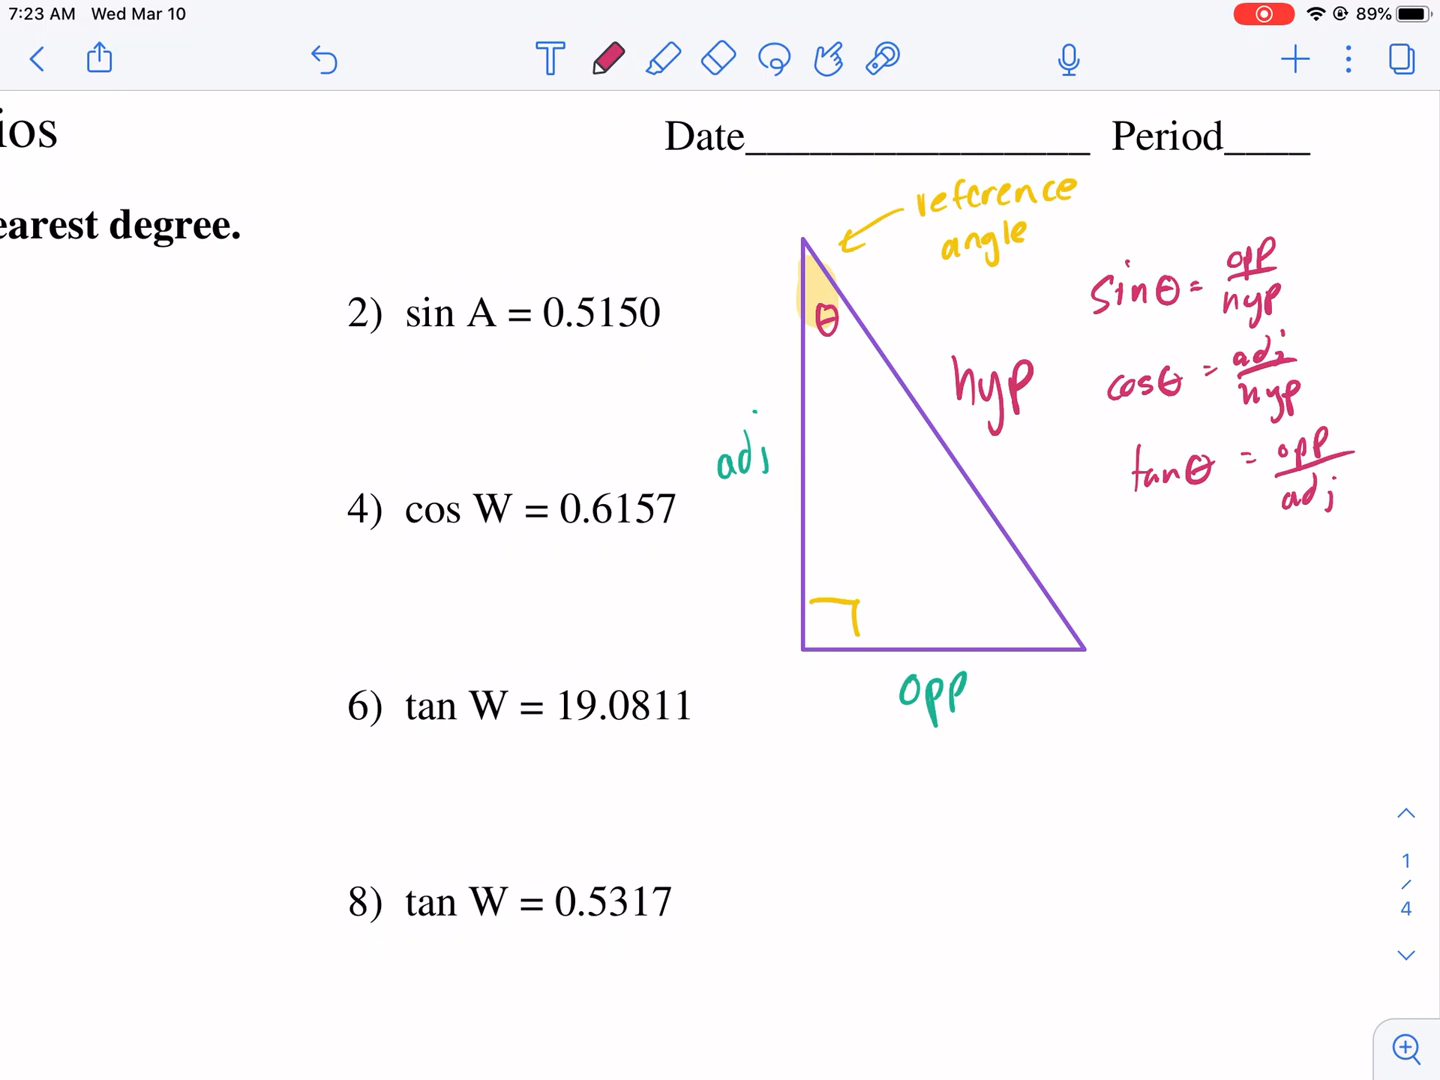 7:23 AM Wed Mar 10
89%
ios
Date________________ Period____
earest degree.
reference
angle
2) sin A = 0.5150
θ
sinθ = opp
hyp
hyp
cosθ = adj
hyp
adj
tanθ = opp
adj
4) cos W = 0.6157
opp
6) tan W = 19.0811
8) tan W = 0.5317
1
/
4